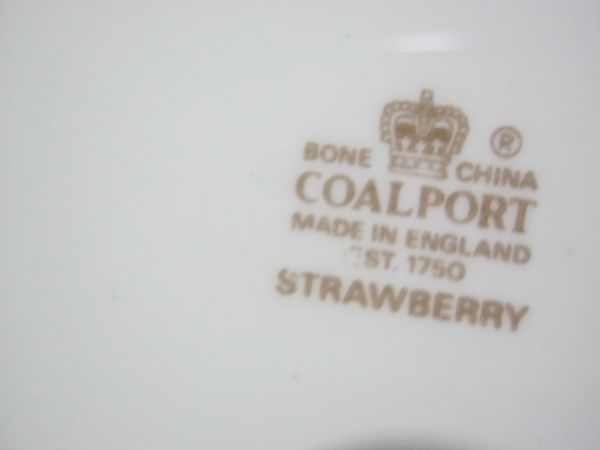 BONE CHINA ®
COALPORT
MADE IN ENGLAND
EST. 1750
STRAWBERRY